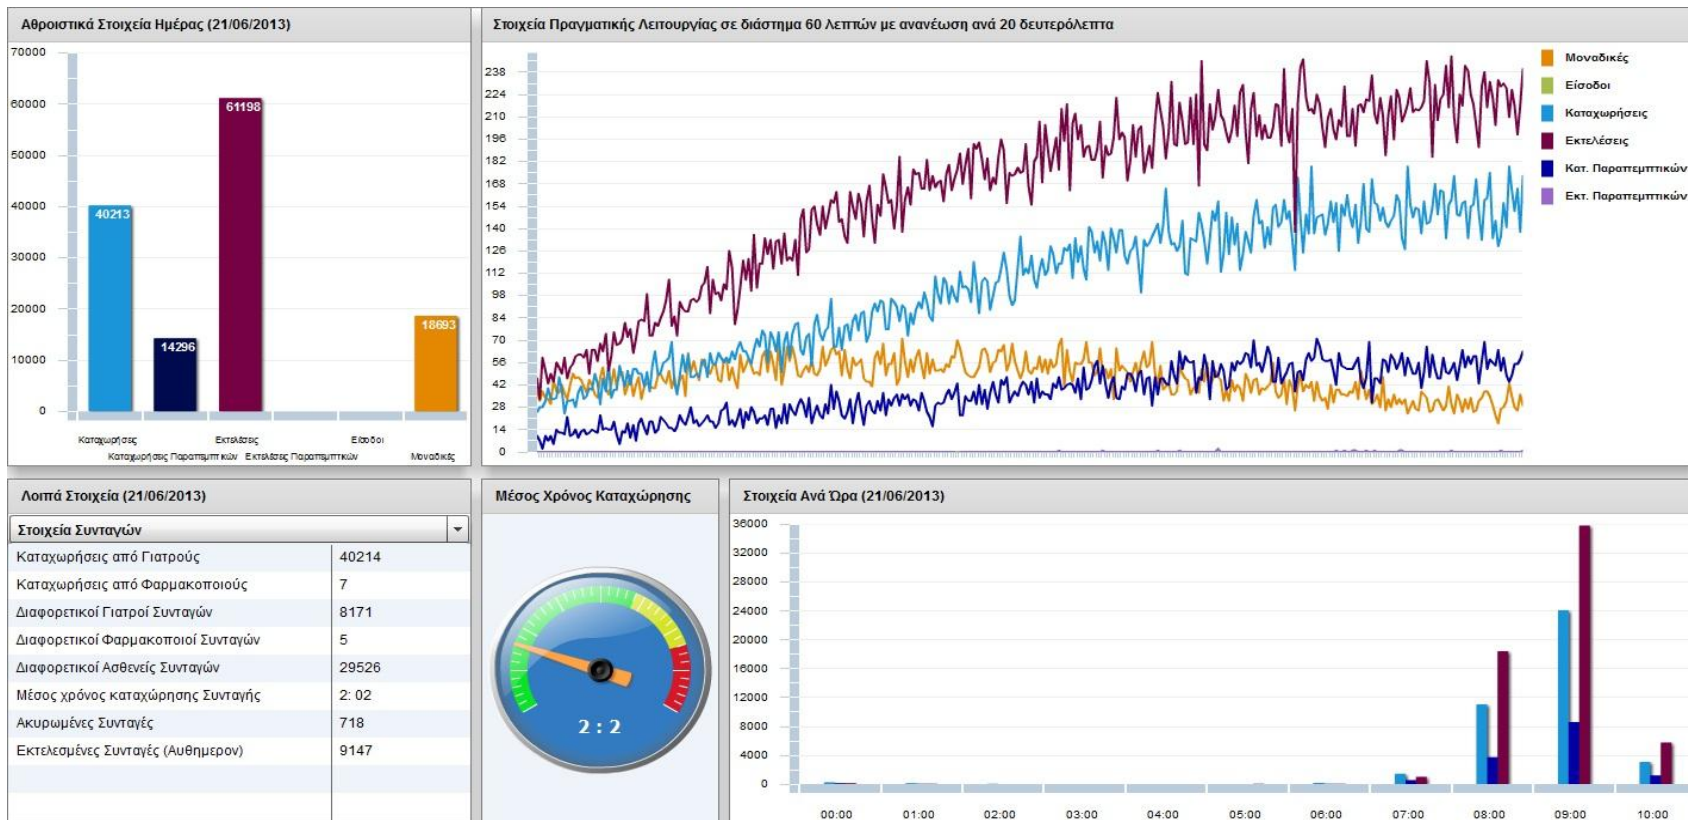 Αθροιστικά Στοιχεία Ημέρας (21/06/2013)
70000
60000
50000
40000
30000
20000
10000
0
40213
14296
61198
18693
Καταχωρήσεις
Εκτελέσεις
Είσοδοι
Καταχωρήσεις Παραπεμπτικών
Εκτελέσεις Παραπεμπτικών
Μοναδικές
Στοιχεία Πραγματικής Λειτουργίας σε διάστημα 60 λεπτών με ανανέωση ανά 20 δευτερόλεπτα
238
224
210
196
182
168
154
140
126
112
98
84
70
56
42
28
14
0
Μοναδικές
Είσοδοι
Καταχωρήσεις
Εκτελέσεις
Κατ. Παραπεμπτικών
Εκτ. Παραπεμπτικών
Λοιπά Στοιχεία (21/06/2013)
Στοιχεία Συνταγών
Καταχωρήσεις από Γιατρούς 40214
Καταχωρήσεις από Φαρμακοποιούς 7
Διαφορετικοί Γιατροί Συνταγών 8171
Διαφορετικοί Φαρμακοποιοί Συνταγών 5
Διαφορετικοί Ασθενείς Συνταγών 29526
Μέσος χρόνος καταχώρησης Συνταγής 2: 02
Ακυρωμένες Συνταγές 718
Εκτελεσμένες Συνταγές (Αυθημερον) 9147
Μέσος Χρόνος Καταχώρησης
2 : 2
Στοιχεία Ανά Ώρα (21/06/2013)
36000
32000
28000
24000
20000
16000
12000
8000
4000
0
00:00 01:00 02:00 03:00 04:00 05:00 06:00 07:00 08:00 09:00 10:00